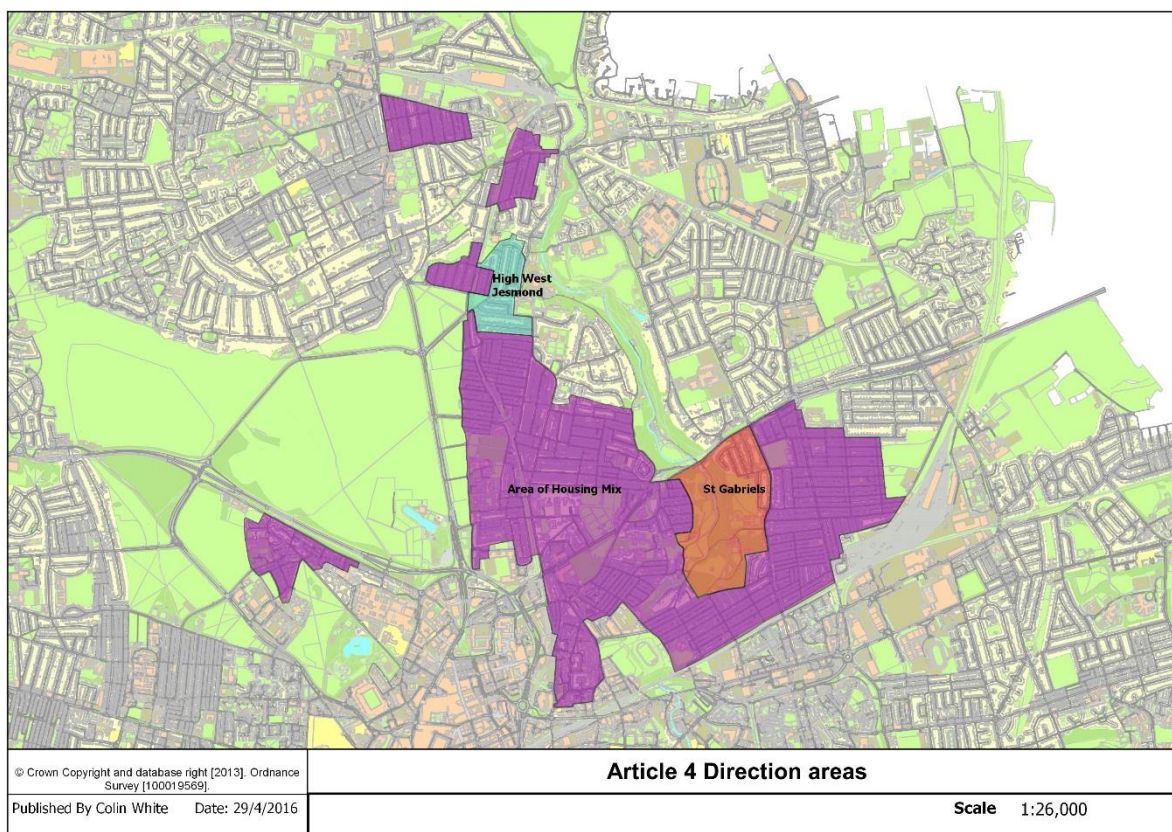 High West
Jesmond
Area of Housing Mix
St Gabriels
© Crown Copyright and database right [2013]. Ordnance
Survey [100019569].
Article 4 Direction areas
Published By Colin White Date: 29/4/2016
Scale 1:26,000